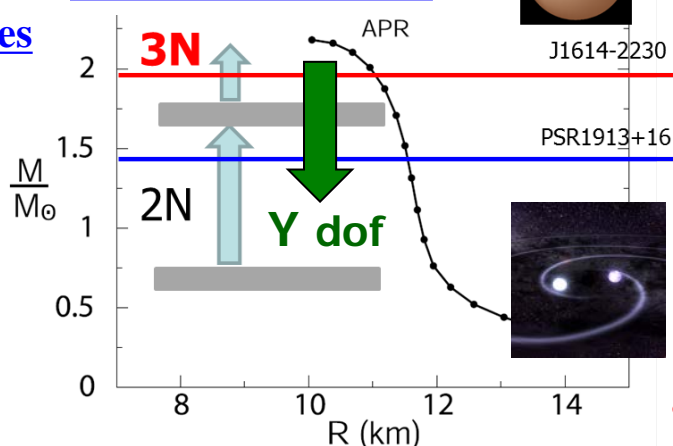 es
APR
3N
J1614-2230
2
PSR1913+16
1.5
M
M⊙
2N
1
Y dof
0.5
0
8
10
12
14
R (km)